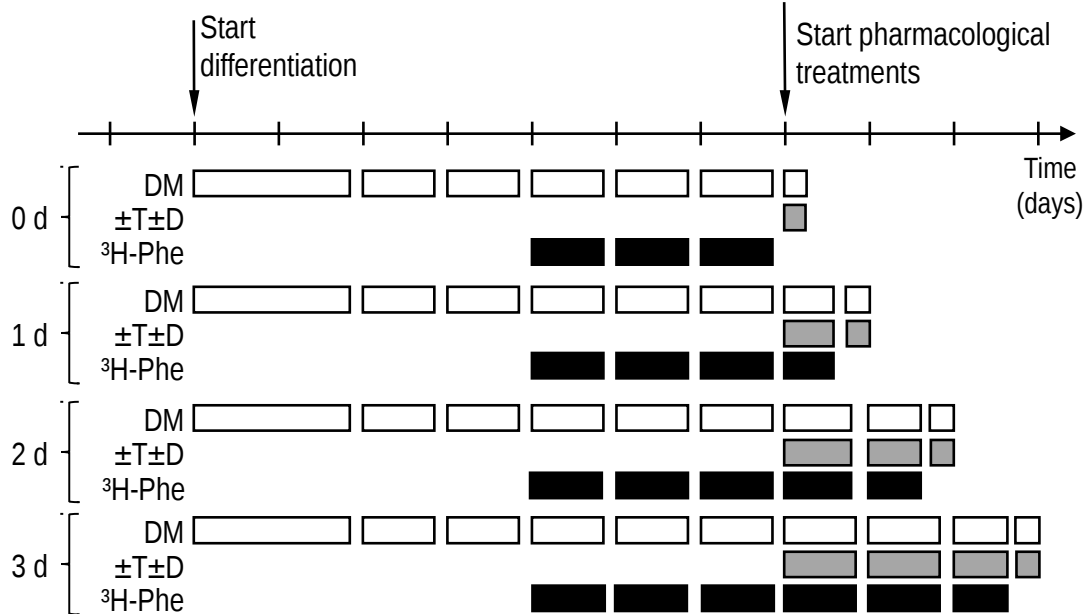 Start
differentiation
Start pharmacological
treatments
Time
(days)
0 d
DM
±T±D
³H-Phe
1 d
DM
±T±D
³H-Phe
2 d
DM
±T±D
³H-Phe
3 d
DM
±T±D
³H-Phe